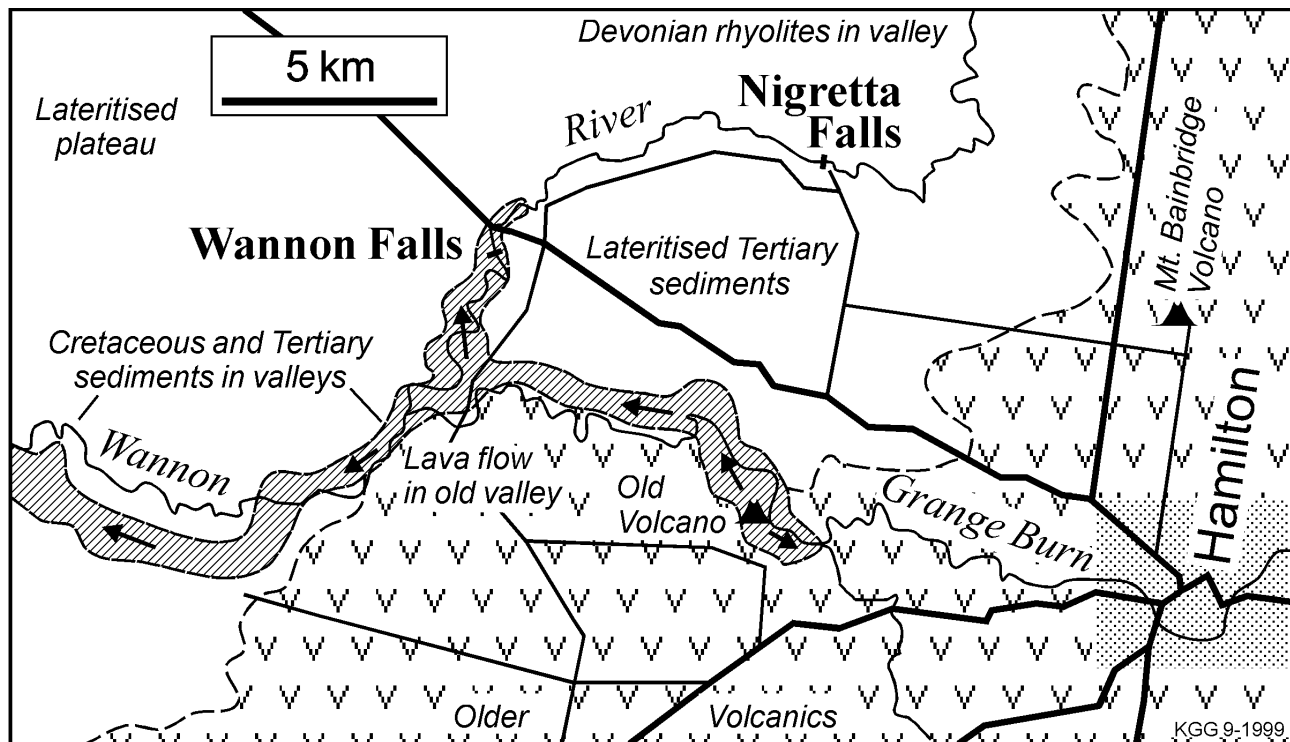 Devonian rhyolites in valley
5 km
Lateritised
plateau
River
Nigretta
Falls
Mt. Bainbridge
Volcano
Wannon Falls
Lateritised Tertiary
sediments
Cretaceous and Tertiary
sediments in valleys
Wannon
Lava flow
in old valley
Old
Volcano
Grange Burn
Hamilton
Older
Volcanics
KGG 9-1999